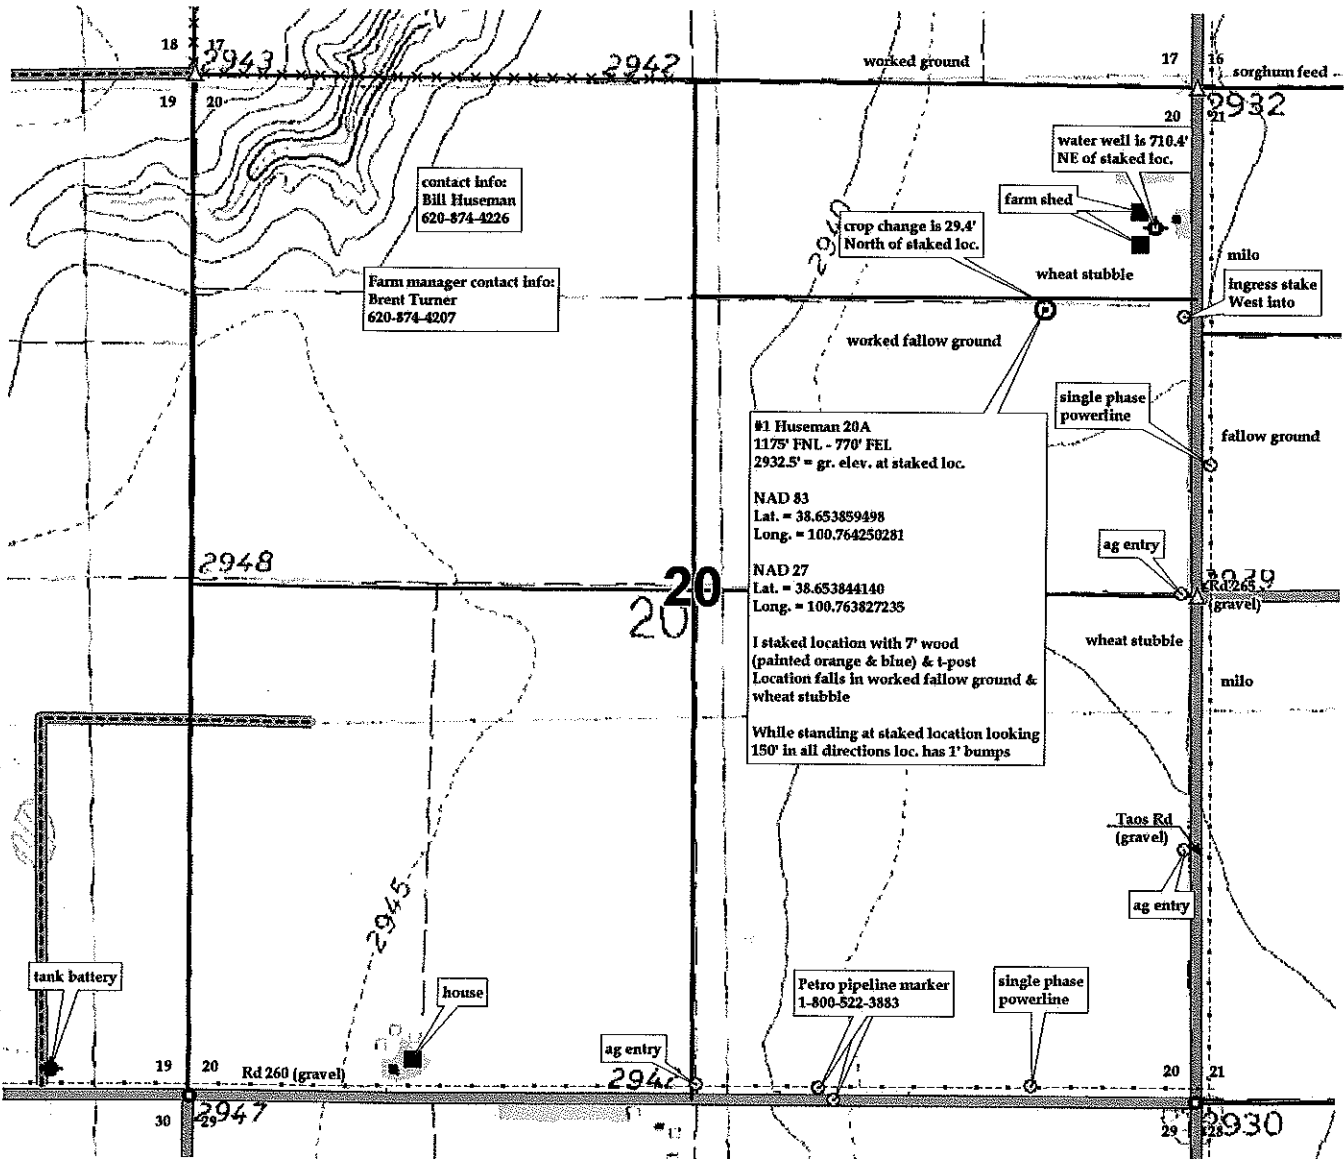 18 17
2943
2942
worked ground
17 16
sorghum feed
19 20
2932
20 21
water well is 710.4'
NE of staked loc.
contact info:
Bill Huseman
620-874-4226
farm shed
crop change is 29.4'
North of staked loc.
milo
wheat stubble
Farm manager contact info:
Brent Turner
620-874-4207
ingress stake
West into
worked fallow ground
single phase
powerline
fallow ground
#1 Huseman 20A
1175' FNL - 770' FEL
2932.5' = gr. elev. at staked loc.
NAD 83
Lat. = 38.653859498
Long. = 100.764250281
NAD 27
Lat. = 38.653844140
Long. = 100.763827235
I staked location with 7' wood
(painted orange & blue) & t-post
Location falls in worked fallow ground &
wheat stubble
While standing at staked location looking
150' in all directions loc. has 1' bumps
ag entry
2948
20
20
Rd 265
(gravel)
wheat stubble
milo
Taos Rd
(gravel)
ag entry
2945
tank battery
house
Petro pipeline marker
1-800-522-3883
single phase
powerline
ag entry
19 20
Rd 260 (gravel)
20 21
2947
30 29
2930
29 28